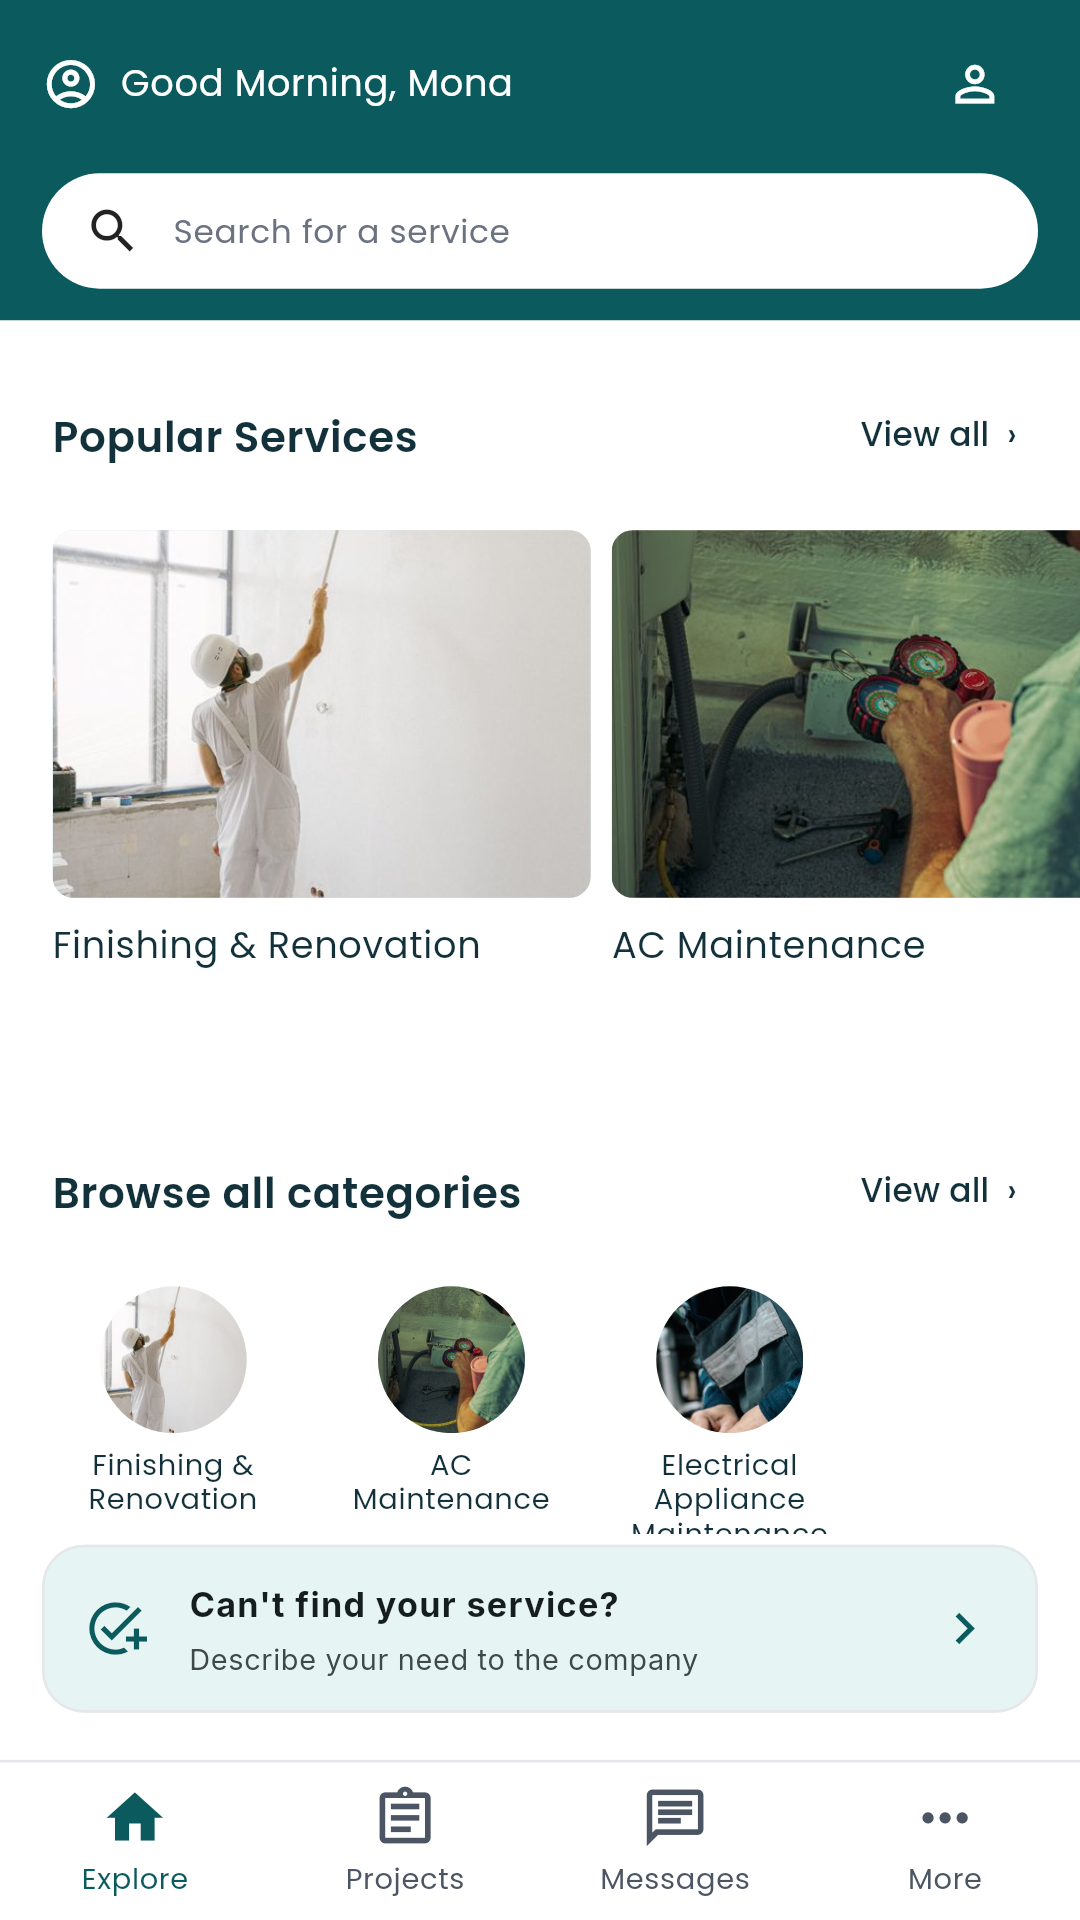 Good Morning, Mona
Search for a service
Popular Services
View all ›
Finishing & Renovation
AC Maintenance
Browse all categories
View all ›
Finishing &
Renovation
AC
Maintenance
Electrical
Appliance
Maintenance
Can't find your service?
Describe your need to the company
Explore
Projects
Messages
More